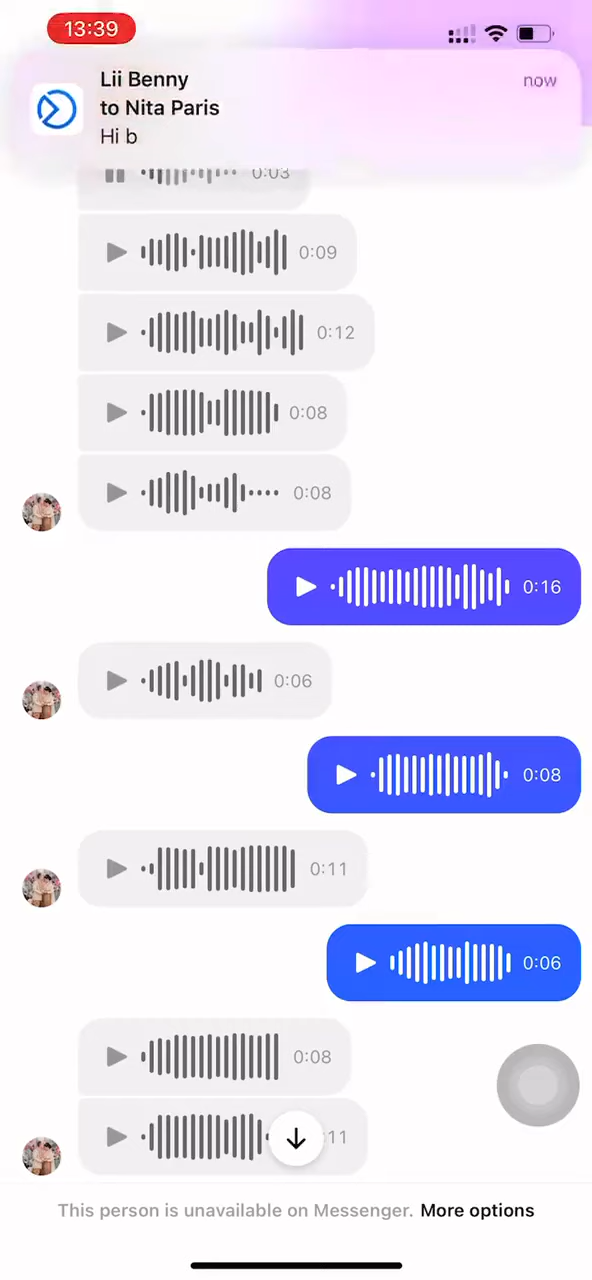 13:39
Lii Benny
now
to Nita Paris
Hi b
0:03
0:09
0:12
0:08
0:08
0:16
0:06
0:08
0:11
0:06
0:08
11
This person is unavailable on Messenger. More options